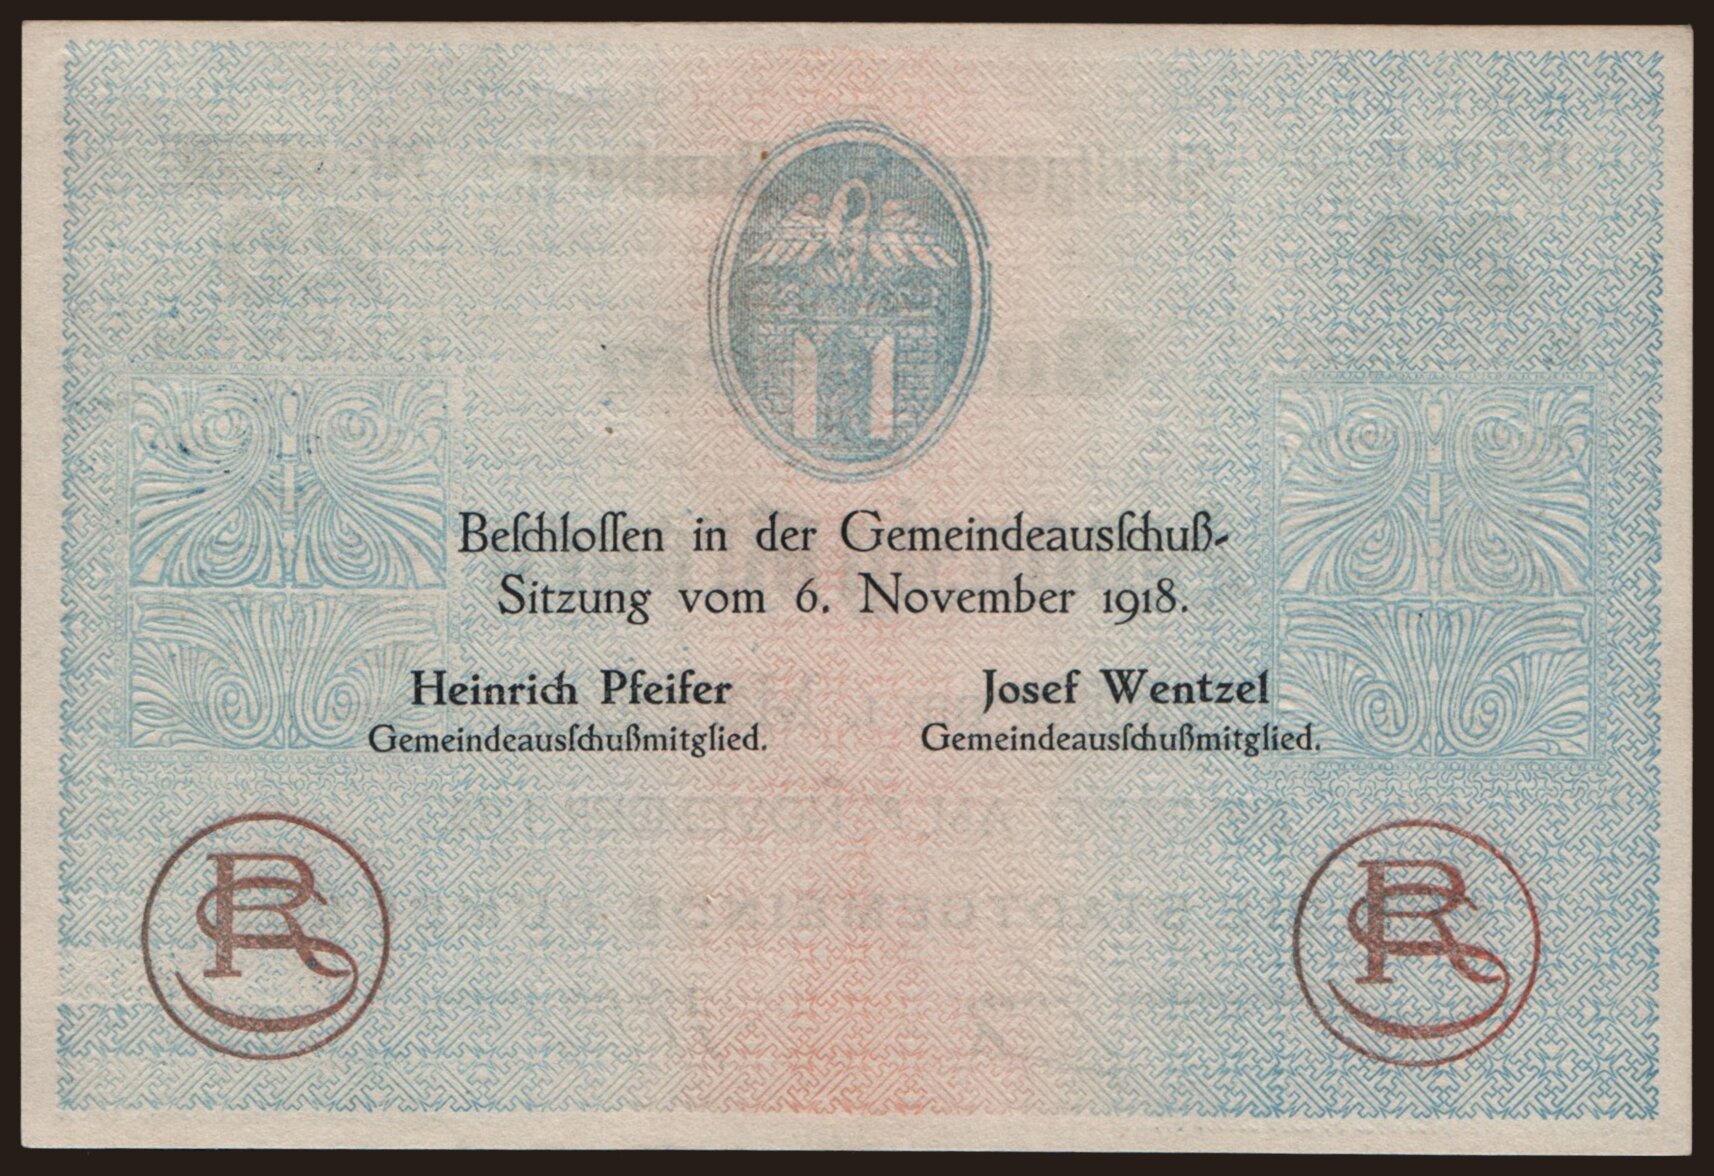 Beſchloſſen in der Gemeindeausſchuß-
Sitzung vom 6. November 1918.
Heinrich Pfeifer
Gemeindeausſchußmitglied.
Josef Wentzel
Gemeindeausſchußmitglied.